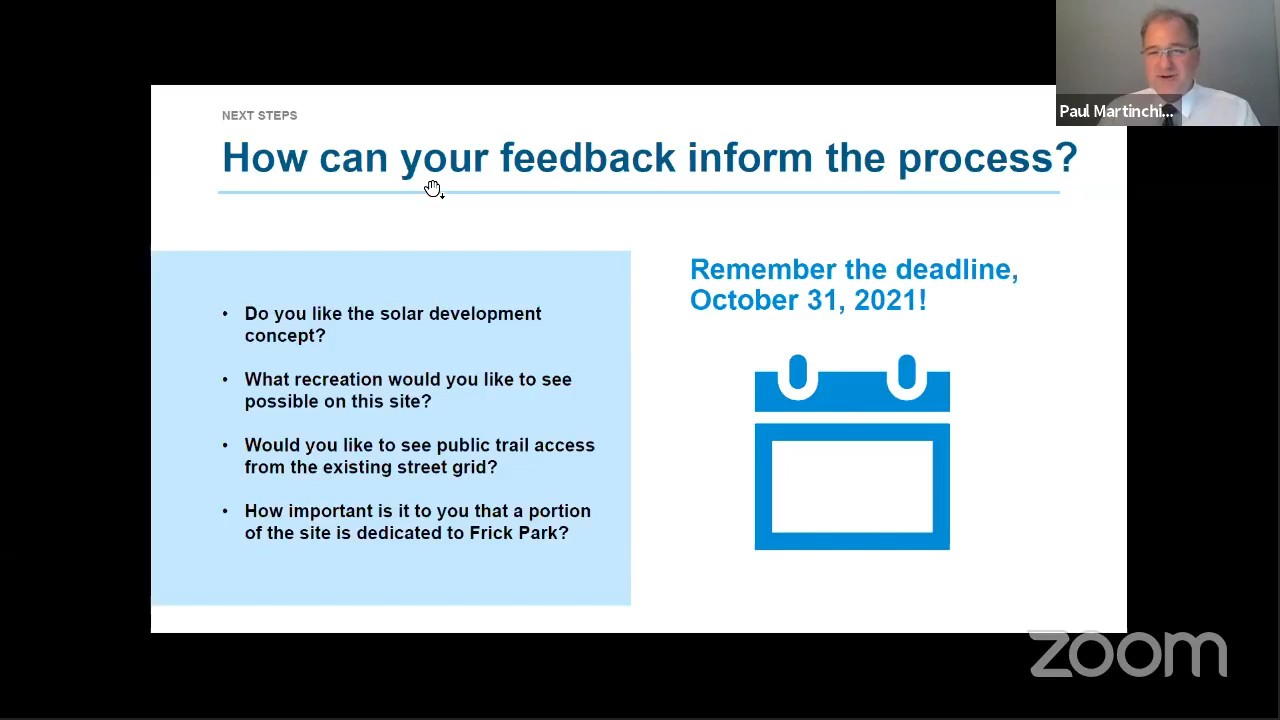 Paul Martinchi...
NEXT STEPS
How can your feedback inform the process?
• Do you like the solar development
concept?
• What recreation would you like to see
possible on this site?
• Would you like to see public trail access
from the existing street grid?
• How important is it to you that a portion
of the site is dedicated to Frick Park?
Remember the deadline,
October 31, 2021!
zoom